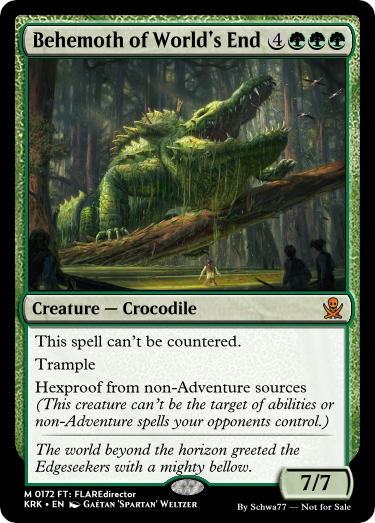 Behemoth of World's End 4
Creature — Crocodile
This spell can't be countered.
Trample
Hexproof from non-Adventure sources
(This creature can't be the target of abilities or
non-Adventure spells your opponents control.)
The world beyond the horizon greeted the
Edgeseekers with a mighty bellow.
7/7
M 0172 FT: FLAREdirector
KRK • EN Gaétan 'Spartan' Weltzer
By Schwa77 — Not for Sale